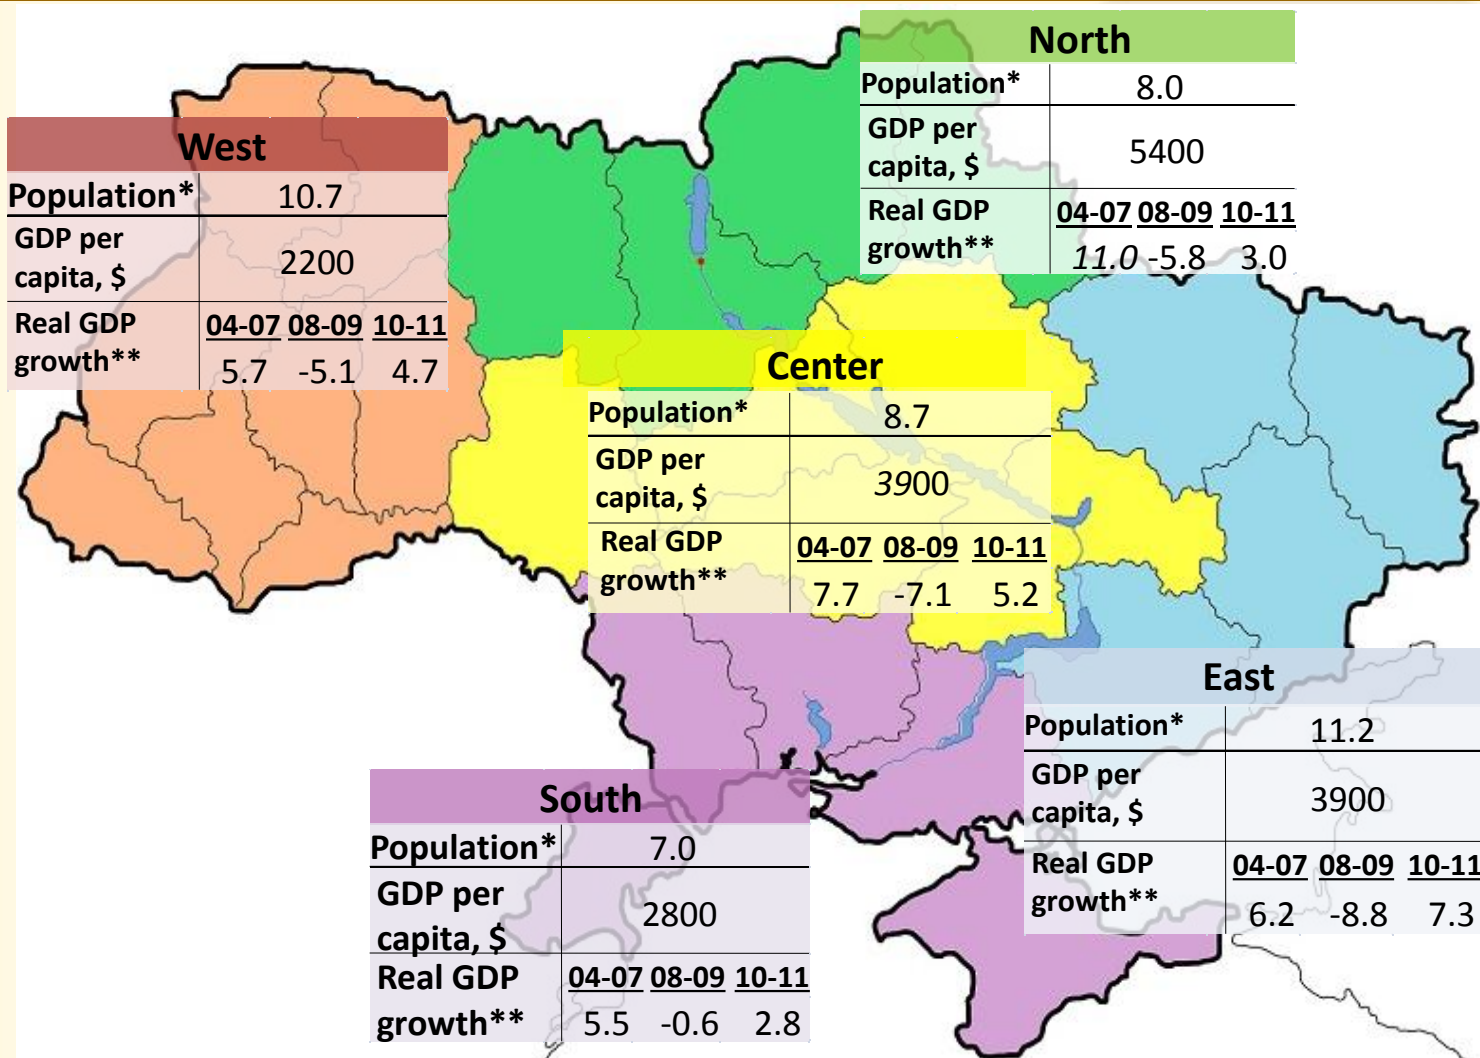 North
Population* 8.0
GDP per
capita, $ 5400
Real GDP
growth** 04-07 08-09 10-11
11.0 -5.8 3.0
West
Population* 10.7
GDP per
capita, $ 2200
Real GDP
growth** 04-07 08-09 10-11
5.7 -5.1 4.7
Center
Population* 8.7
GDP per
capita, $ 3900
Real GDP
growth** 04-07 08-09 10-11
7.7 -7.1 5.2
East
Population* 11.2
GDP per
capita, $ 3900
Real GDP
growth** 04-07 08-09 10-11
6.2 -8.8 7.3
South
Population* 7.0
GDP per
capita, $ 2800
Real GDP
growth** 04-07 08-09 10-11
5.5 -0.6 2.8